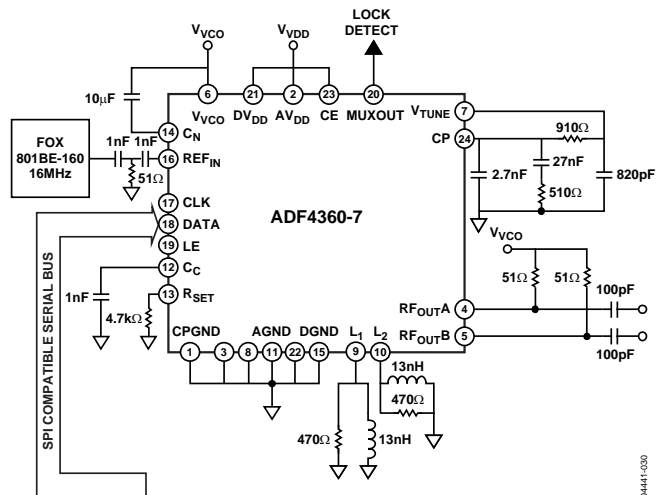 LOCK
DETECT
VVCO
VVDD
10µF
6
21
2
23
20
VVCO
DVDD
AVDD
CE
MUXOUT
VTUNE
7
14
CN
CP
24
FOX
801BE-160
16MHz
1nF
1nF
16
REFIN
51Ω
910Ω
27nF
2.7nF
820pF
510Ω
17
CLK
18
DATA
19
LE
ADF4360-7
12
CC
13
RSET
1nF
4.7kΩ
VVCO
51Ω
51Ω
100pF
RFOUTA
4
RFOUTB
5
100pF
CPGND
AGND
DGND
L1
L2
1
3
8
11
22
15
9
10
13nH
470Ω
470Ω
13nH
SPI COMPATIBLE SERIAL BUS
04441-030